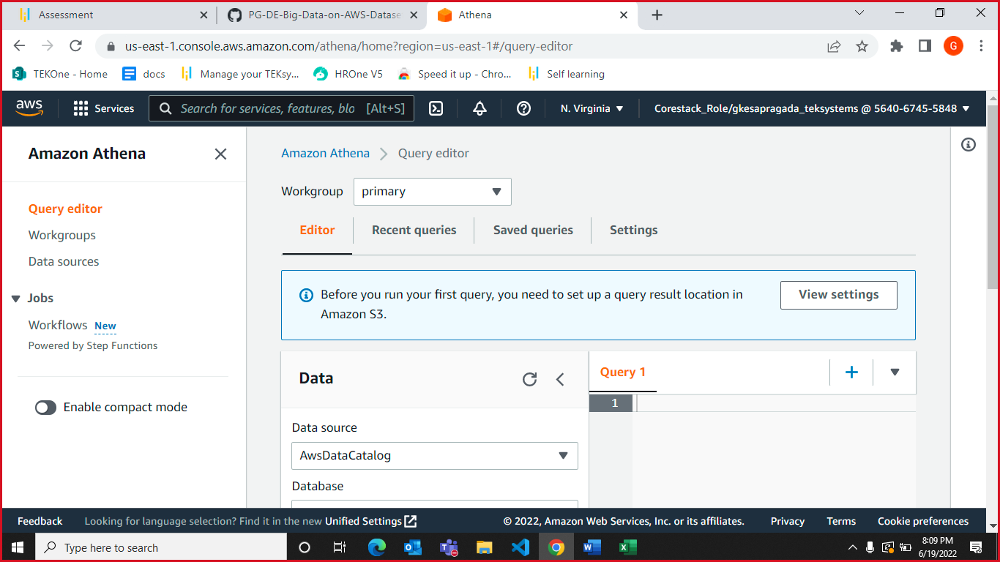 Assessment
PG-DE-Big-Data-on-AWS-Datase
Athena
us-east-1.console.aws.amazon.com/athena/home?region=us-east-1#/query-editor
G
TEKOne - Home
docs
Manage your TEKsy...
HROne V5
Speed it up - Chro...
Self learning
aws
Services
Search for services, features, blo [Alt+S]
N. Virginia
Corestack_Role/gkesapragada_teksystems @ 5640-6745-5848
Amazon Athena
Query editor
Workgroups
Data sources
Jobs
Workflows New
Powered by Step Functions
Enable compact mode
Amazon Athena
Query editor
Workgroup
primary
Editor
Recent queries
Saved queries
Settings
Before you run your first query, you need to set up a query result location in
Amazon S3.
View settings
Data
Data source
AwsDataCatalog
Database
Query 1
1
Feedback
Looking for language selection? Find it in the new Unified Settings
© 2022, Amazon Web Services, Inc. or its affiliates.
Privacy
Terms
Cookie preferences
Type here to search
8:09 PM
6/19/2022